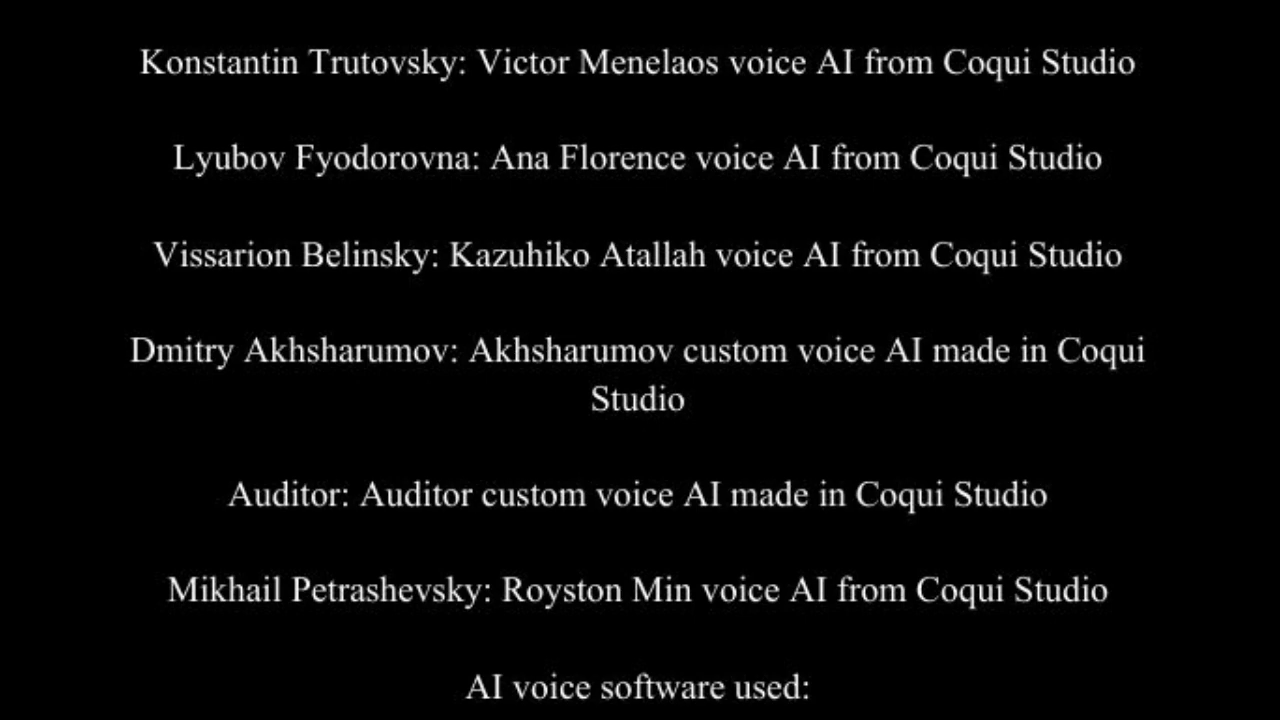 Konstantin Trutovsky: Victor Menelaos voice AI from Coqui Studio
Lyubov Fyodorovna: Ana Florence voice AI from Coqui Studio
Vissarion Belinsky: Kazuhiko Atallah voice AI from Coqui Studio
Dmitry Akhsharumov: Akhsharumov custom voice AI made in Coqui
Studio
Auditor: Auditor custom voice AI made in Coqui Studio
Mikhail Petrashevsky: Royston Min voice AI from Coqui Studio
AI voice software used: